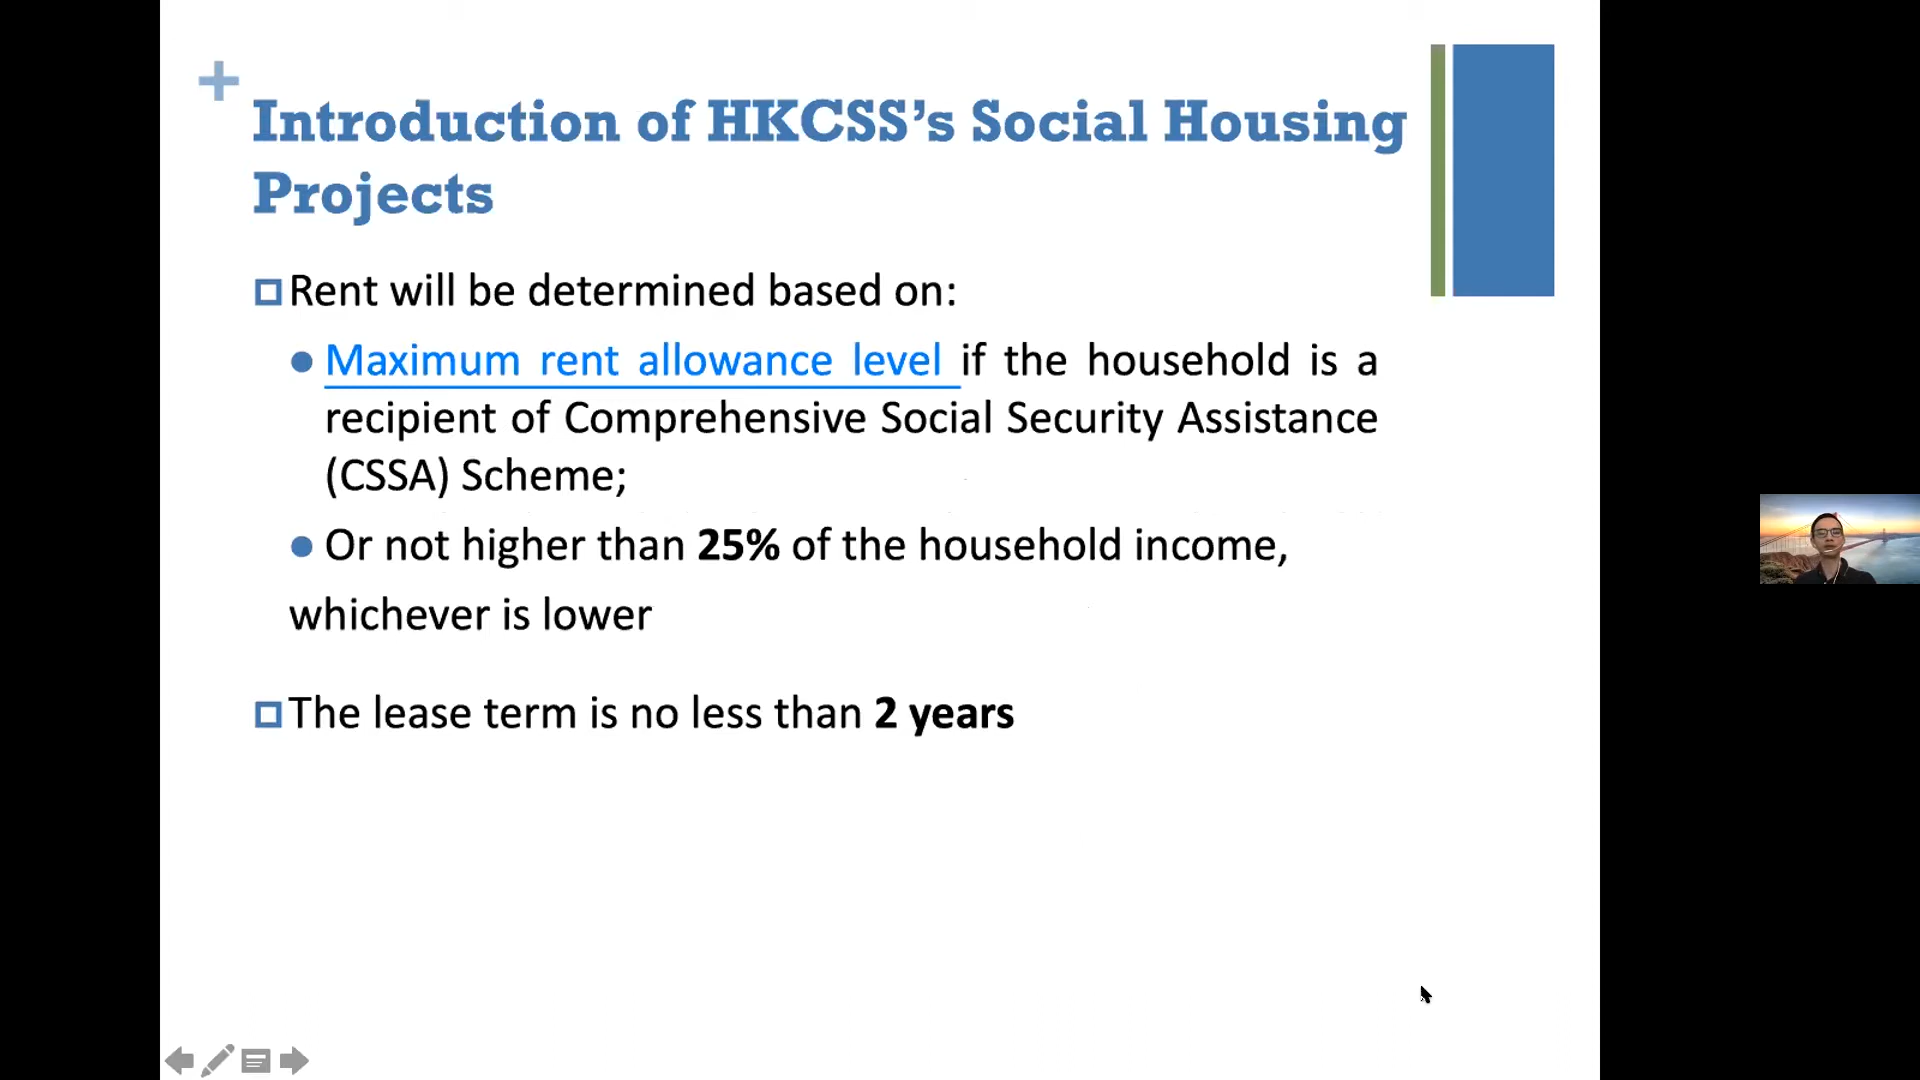 Introduction of HKCSS’s Social Housing
Projects
Rent will be determined based on:
Maximum rent allowance level if the household is a
recipient of Comprehensive Social Security Assistance
(CSSA) Scheme;
Or not higher than 25% of the household income,
whichever is lower
The lease term is no less than 2 years